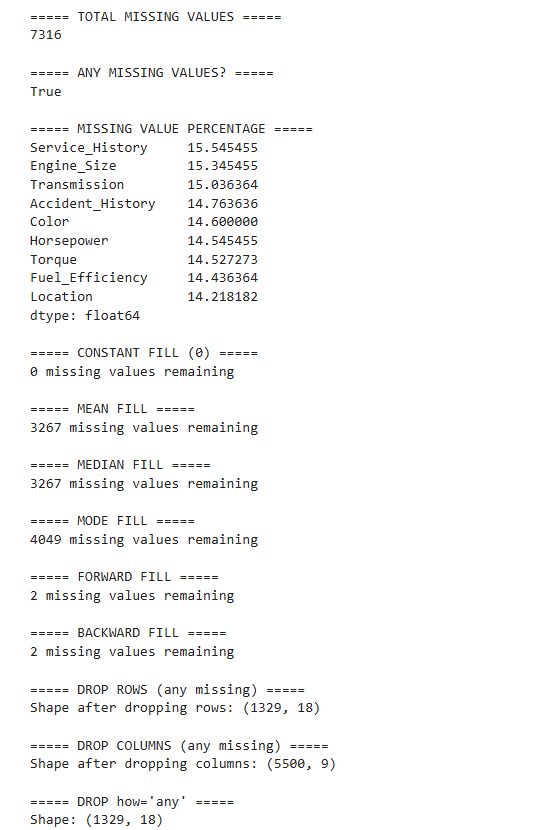 ===== TOTAL MISSING VALUES =====
7316
===== ANY MISSING VALUES? =====
True
===== MISSING VALUE PERCENTAGE =====
Service_History     15.545455
Engine_Size         15.345455
Transmission        15.036364
Accident_History    14.763636
Color               14.600000
Horsepower          14.545455
Torque              14.527273
Fuel_Efficiency     14.436364
Location            14.218182
dtype: float64
===== CONSTANT FILL (0) =====
0 missing values remaining
===== MEAN FILL =====
3267 missing values remaining
===== MEDIAN FILL =====
3267 missing values remaining
===== MODE FILL =====
4049 missing values remaining
===== FORWARD FILL =====
2 missing values remaining
===== BACKWARD FILL =====
2 missing values remaining
===== DROP ROWS (any missing) =====
Shape after dropping rows: (1329, 18)
===== DROP COLUMNS (any missing) =====
Shape after dropping columns: (5500, 9)
===== DROP how='any' =====
Shape: (1329, 18)